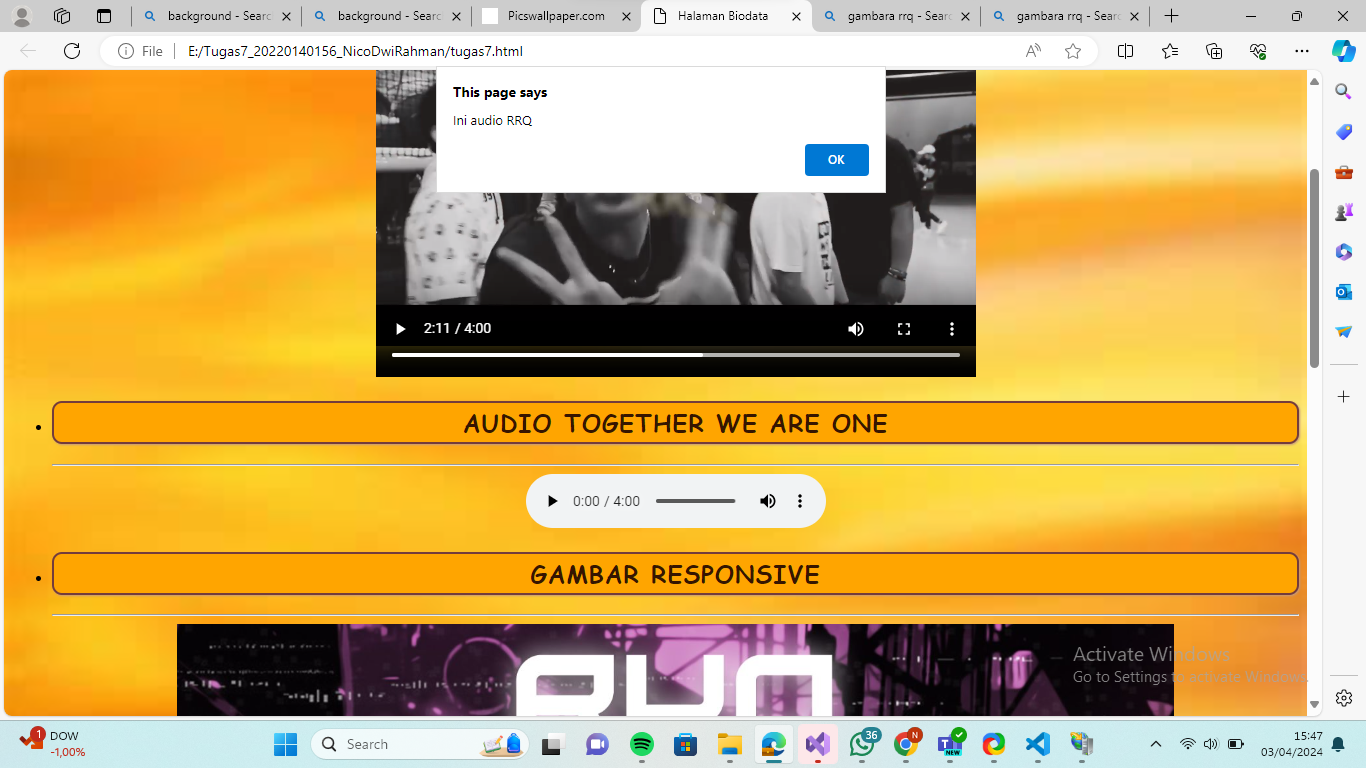 background - Searc
background - Searc
Picswallpaper.com
Halaman Biodata
gambara rrq - Sear
gambara rrq - Sear
File
E:/Tugas7_20220140156_NicoDwiRahman/tugas7.html
This page says
Ini audio RRQ
OK
2:11 / 4:00
AUDIO TOGETHER WE ARE ONE
0:00 / 4:00
GAMBAR RESPONSIVE
Activate Windows
Go to Settings to activate Windows.
1
DOW
-1,00%
Search
36
N
NEW
15:47
03/04/2024